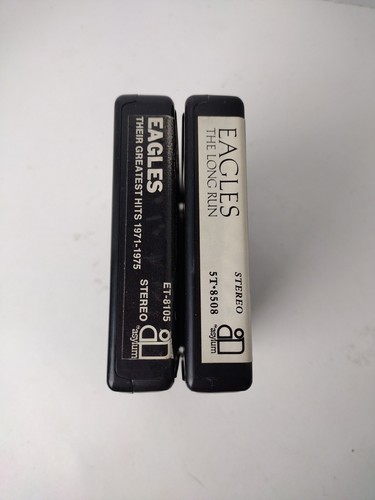 EAGLES
THEIR GREATEST HITS 1971-1975
ET-8105
STEREO
asylum
EAGLES
THE LONG RUN
STEREO
5T-8508
asylum